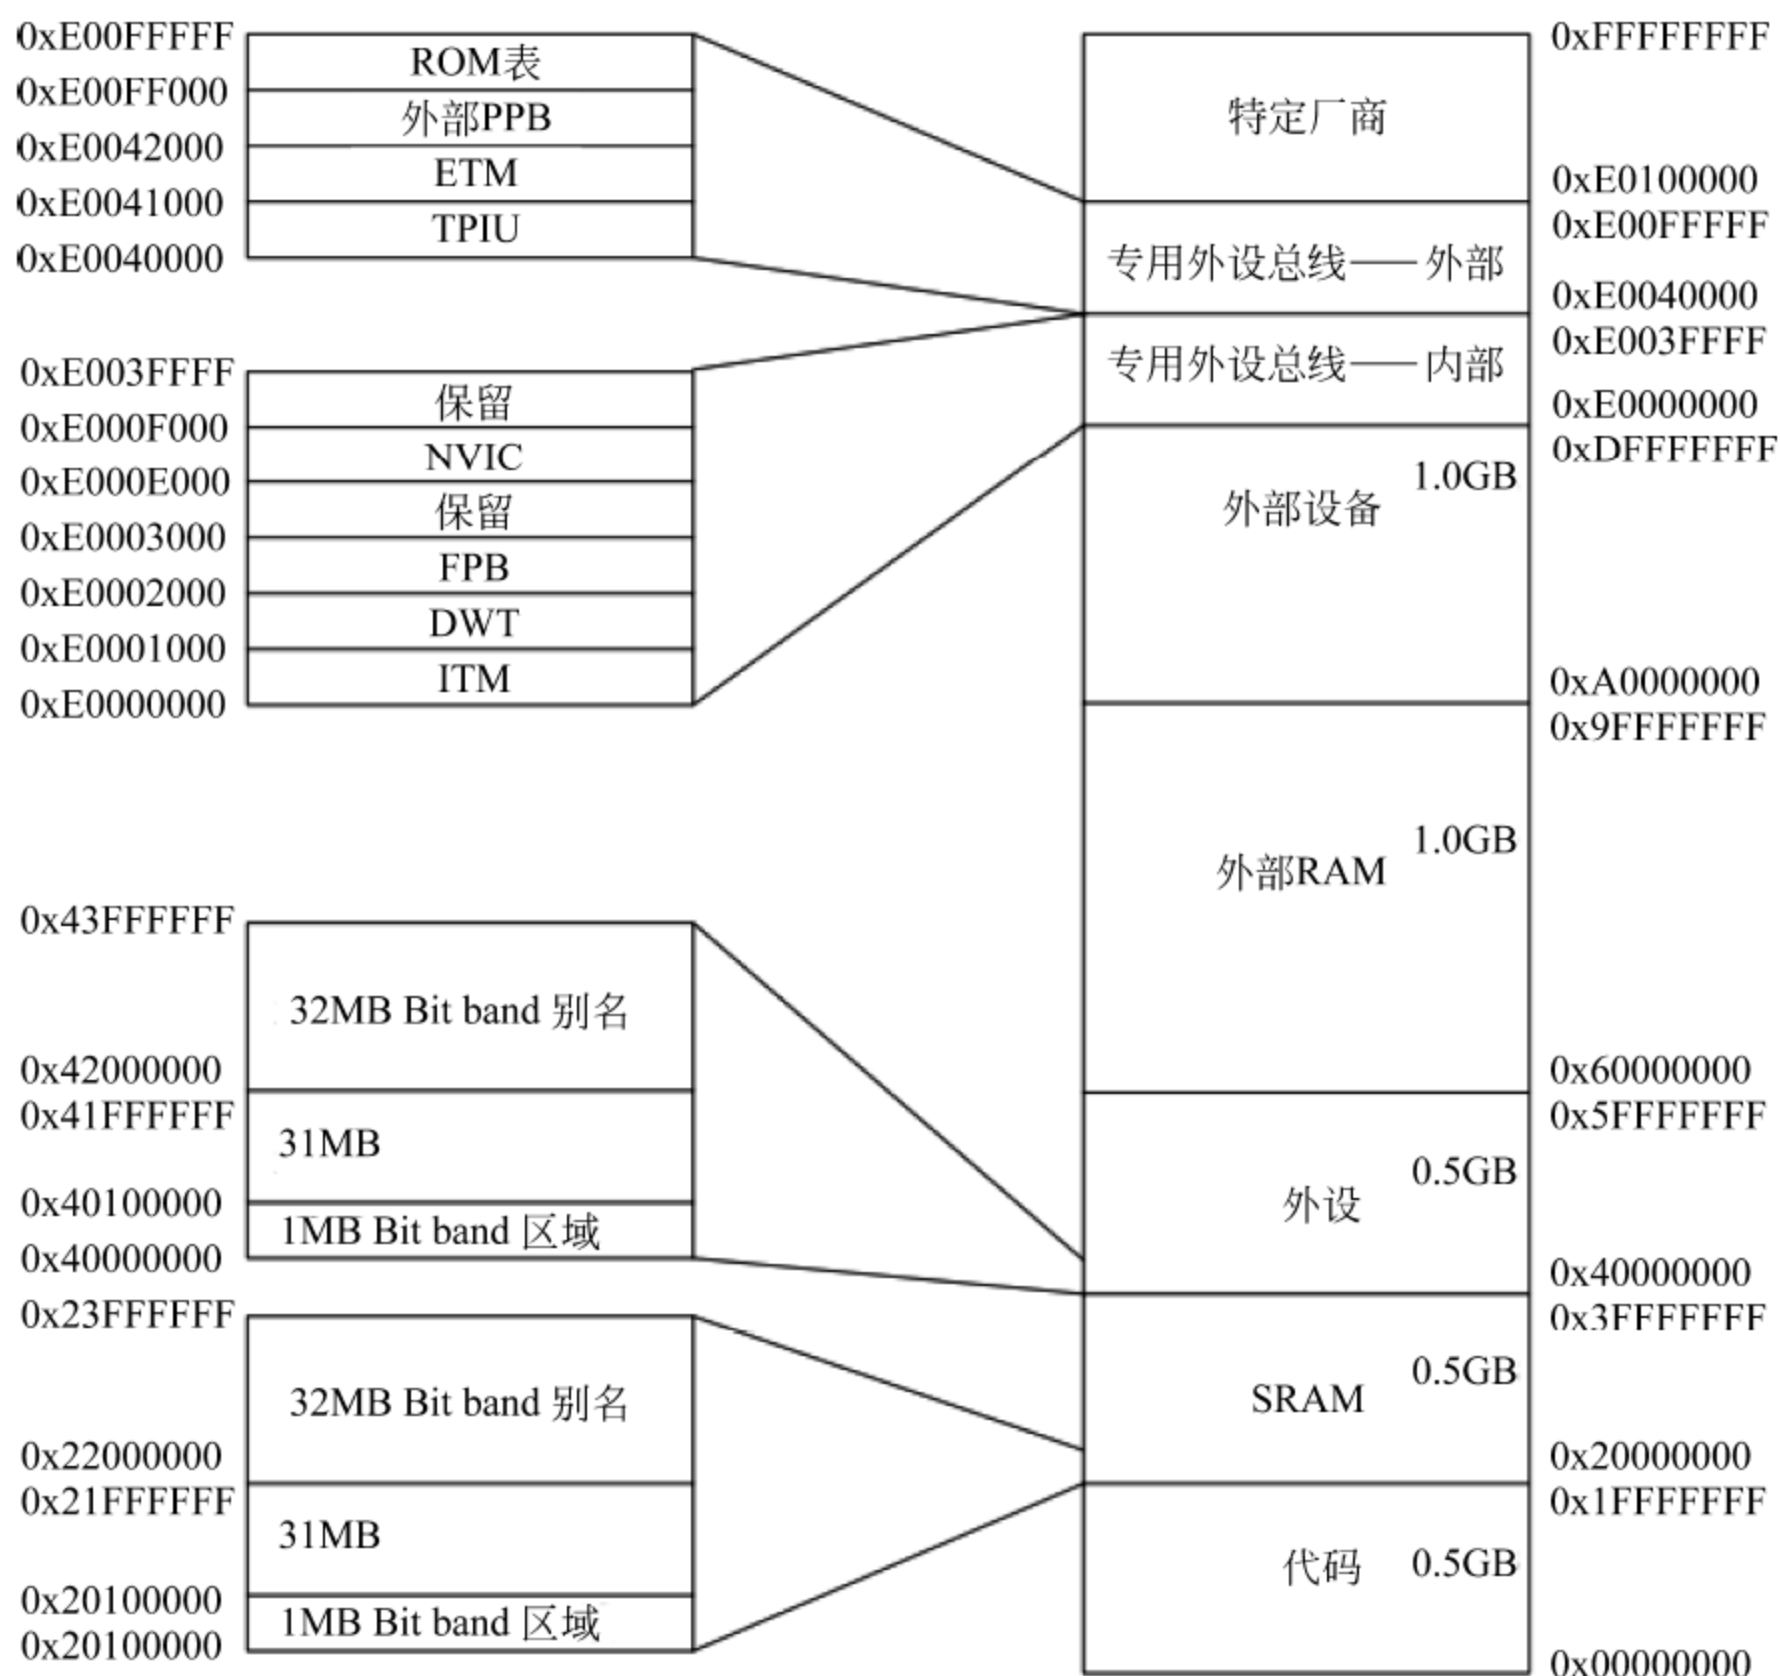 0xE00FFFFF
ROM表
0xE00FF000
外部PPB
0xE0042000
ETM
0xE0041000
TPIU
0xE0040000
0xE003FFFF
保留
0xE000F000
NVIC
0xE000E000
保留
0xE0003000
FPB
0xE0002000
DWT
0xE0001000
ITM
0xE0000000
0x43FFFFFF
32MB Bit band 别名
0x42000000
0x41FFFFFF
31MB
0x40100000
1MB Bit band 区域
0x40000000
0x23FFFFFF
32MB Bit band 别名
0x22000000
0x21FFFFFF
31MB
0x20100000
1MB Bit band 区域
0x20100000
0xFFFFFFFF
特定厂商
0xE0100000
0xE00FFFFF
专用外设总线——外部
0xE0040000
0xE003FFFF
专用外设总线——内部
0xE0000000
0xDFFFFFFF
1.0GB
外部设备
0xA0000000
0x9FFFFFFF
1.0GB
外部RAM
0x60000000
0x5FFFFFFF
0.5GB
外设
0x40000000
0x3FFFFFFF
0.5GB
SRAM
0x20000000
0x1FFFFFFF
代码 0.5GB
0x00000000